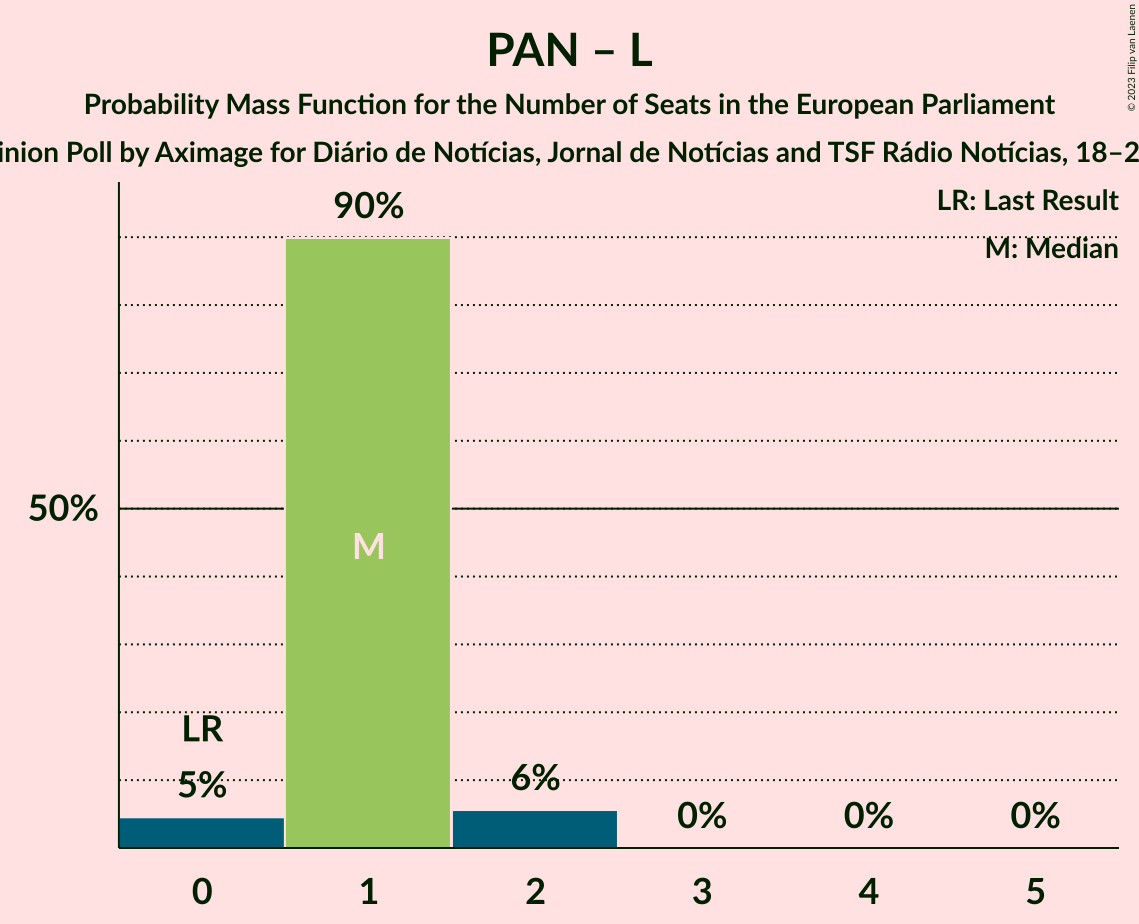 PAN – L
Probability Mass Function for the Number of Seats in the European Parliament
inion Poll by Aximage for Diário de Notícias, Jornal de Notícias and TSF Rádio Notícias, 18–2
© 2023 Filip van Laenen
LR: Last Result
M: Median
90%
50%
M
LR
5%
6%
0%
0%
0%
0
1
2
3
4
5